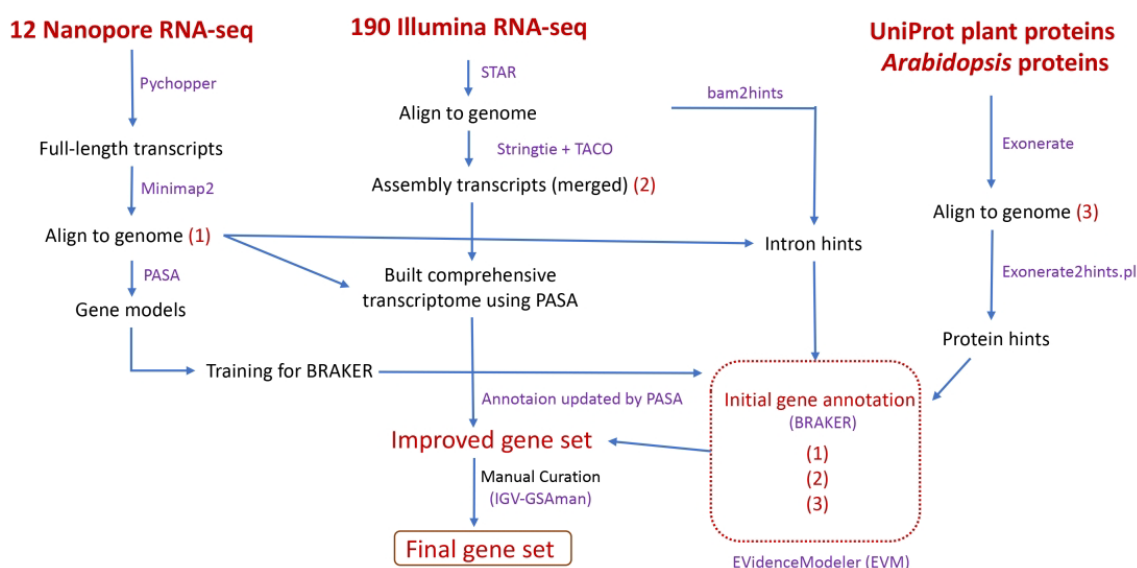 12 Nanopore RNA-seq
190 Illumina RNA-seq
UniProt plant proteins
Arabidopsis proteins
Pychopper
STAR
bam2hints
Align to genome
Full-length transcripts
Stringtie + TACO
Exonerate
Minimap2
Assembly transcripts (merged) (2)
Align to genome (3)
Align to genome (1)
Intron hints
PASA
Built comprehensive
transcriptome using PASA
Exonerate2hints.pl
Gene models
Protein hints
Training for BRAKER
Annotaion updated by PASA
Initial gene annotation
(BRAKER)
(1)
(2)
(3)
Improved gene set
Manual Curation
(IGV-GSAman)
Final gene set
EVidenceModeler (EVM)